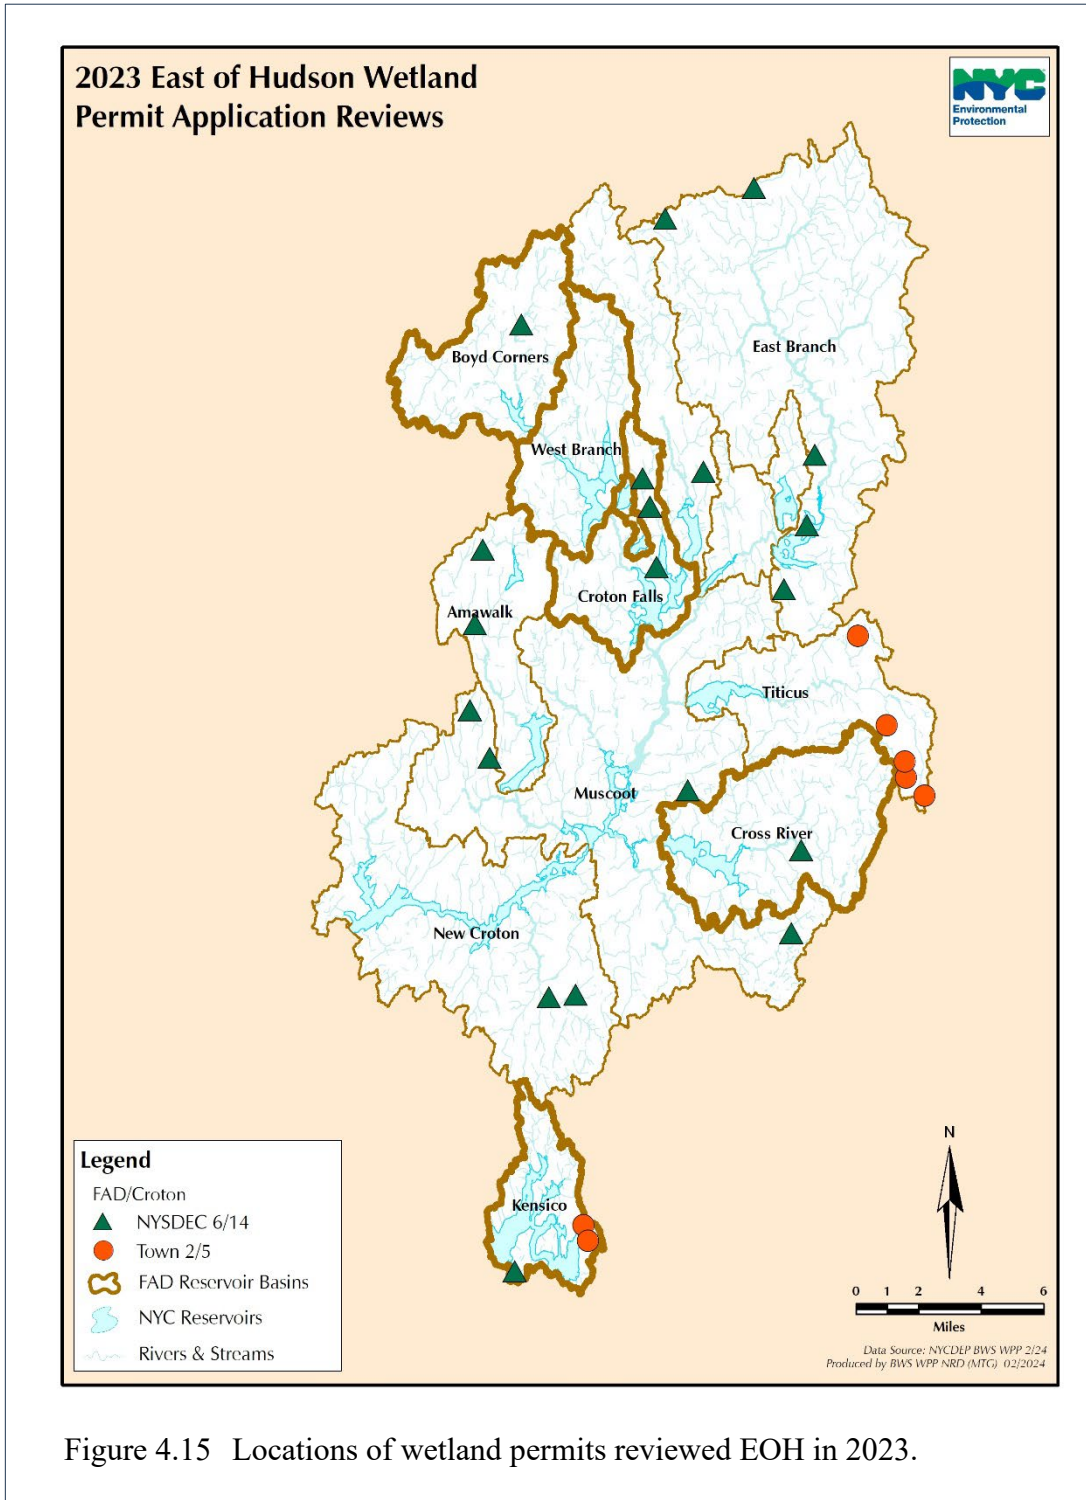 2023 East of Hudson Wetland
Permit Application Reviews
NYC
Environmental
Protection
East Branch
Boyd Corners
West Branch
Croton Falls
Amawalk
Titicus
Muscoot
Cross River
New Croton
Kensico
Legend
FAD/Croton
NYSDEC 6/14
Town 2/5
FAD Reservoir Basins
NYC Reservoirs
Rivers & Streams
N
0 1 2 4 6
Miles
Data Source: NYCDEP BWS WPP 2/24
Produced by BWS WPP NRD (MTG) 02/2024
Figure 4.15 Locations of wetland permits reviewed EOH in 2023.